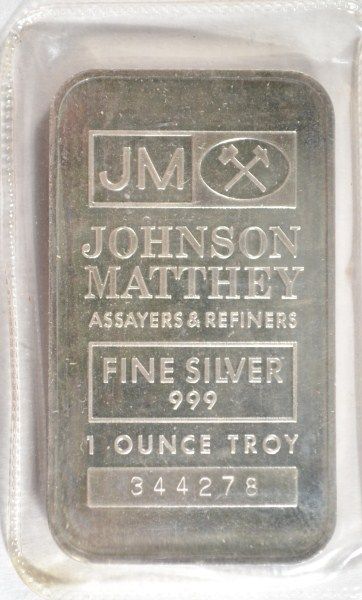 JM
JOHNSON
MATTHEY
ASSAYERS & REFINERS
FINE SILVER
999
1 OUNCE TROY
344278